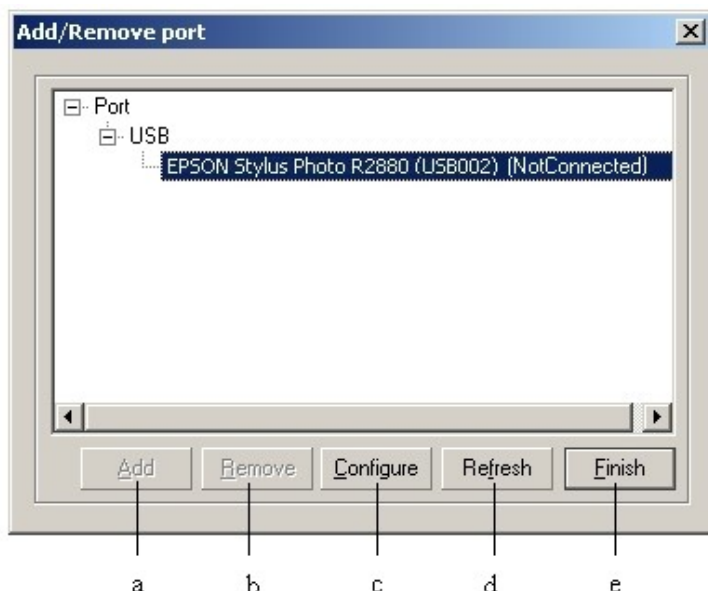 Add/Remove port
Port
USB
EPSON Stylus Photo R2880 (USB002) (NotConnected)
Add Remove Configure Refresh Finish
a b c d e